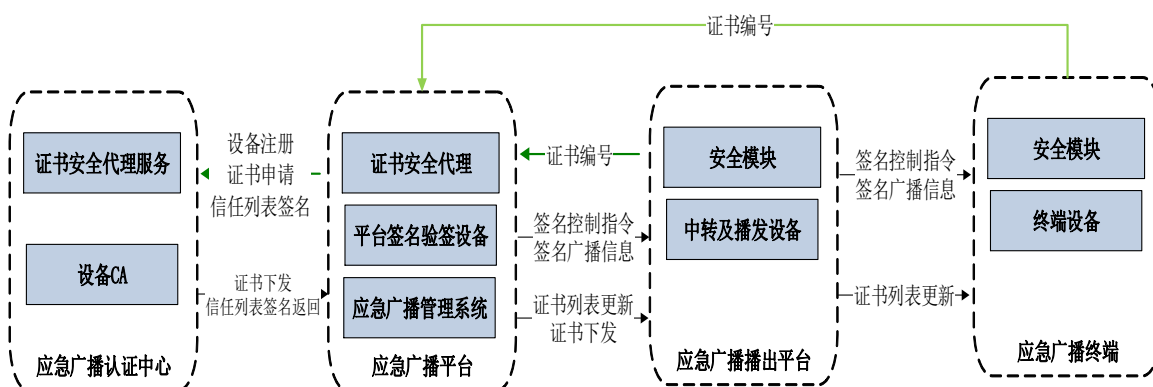 证书编号
证书安全代理服务
设备CA
应急广播认证中心
设备注册
证书申请
信任列表签名
证书下发
信任列表签名返回
证书安全代理
平台签名验签设备
应急广播管理系统
应急广播平台
证书编号
签名控制指令
签名广播信息
证书列表更新
证书下发
安全模块
中转及播发设备
应急广播播出平台
签名控制指令
签名广播信息
证书列表更新
安全模块
终端设备
应急广播终端